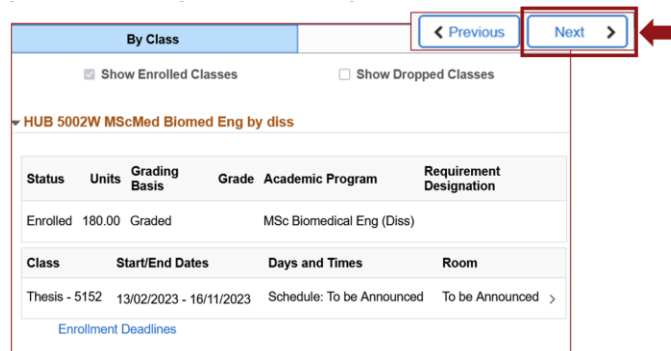 By Class
Previous
Next
Show Enrolled Classes
Show Dropped Classes
HUB 5002W MScMed Biomed Eng by diss
Status Units Grading Basis Grade Academic Program Requirement Designation
Enrolled 180.00 Graded MSc Biomedical Eng (Diss)
Class Start/End Dates Days and Times Room
Thesis - 5152 13/02/2023 - 16/11/2023 Schedule: To be Announced To be Announced
Enrollment Deadlines